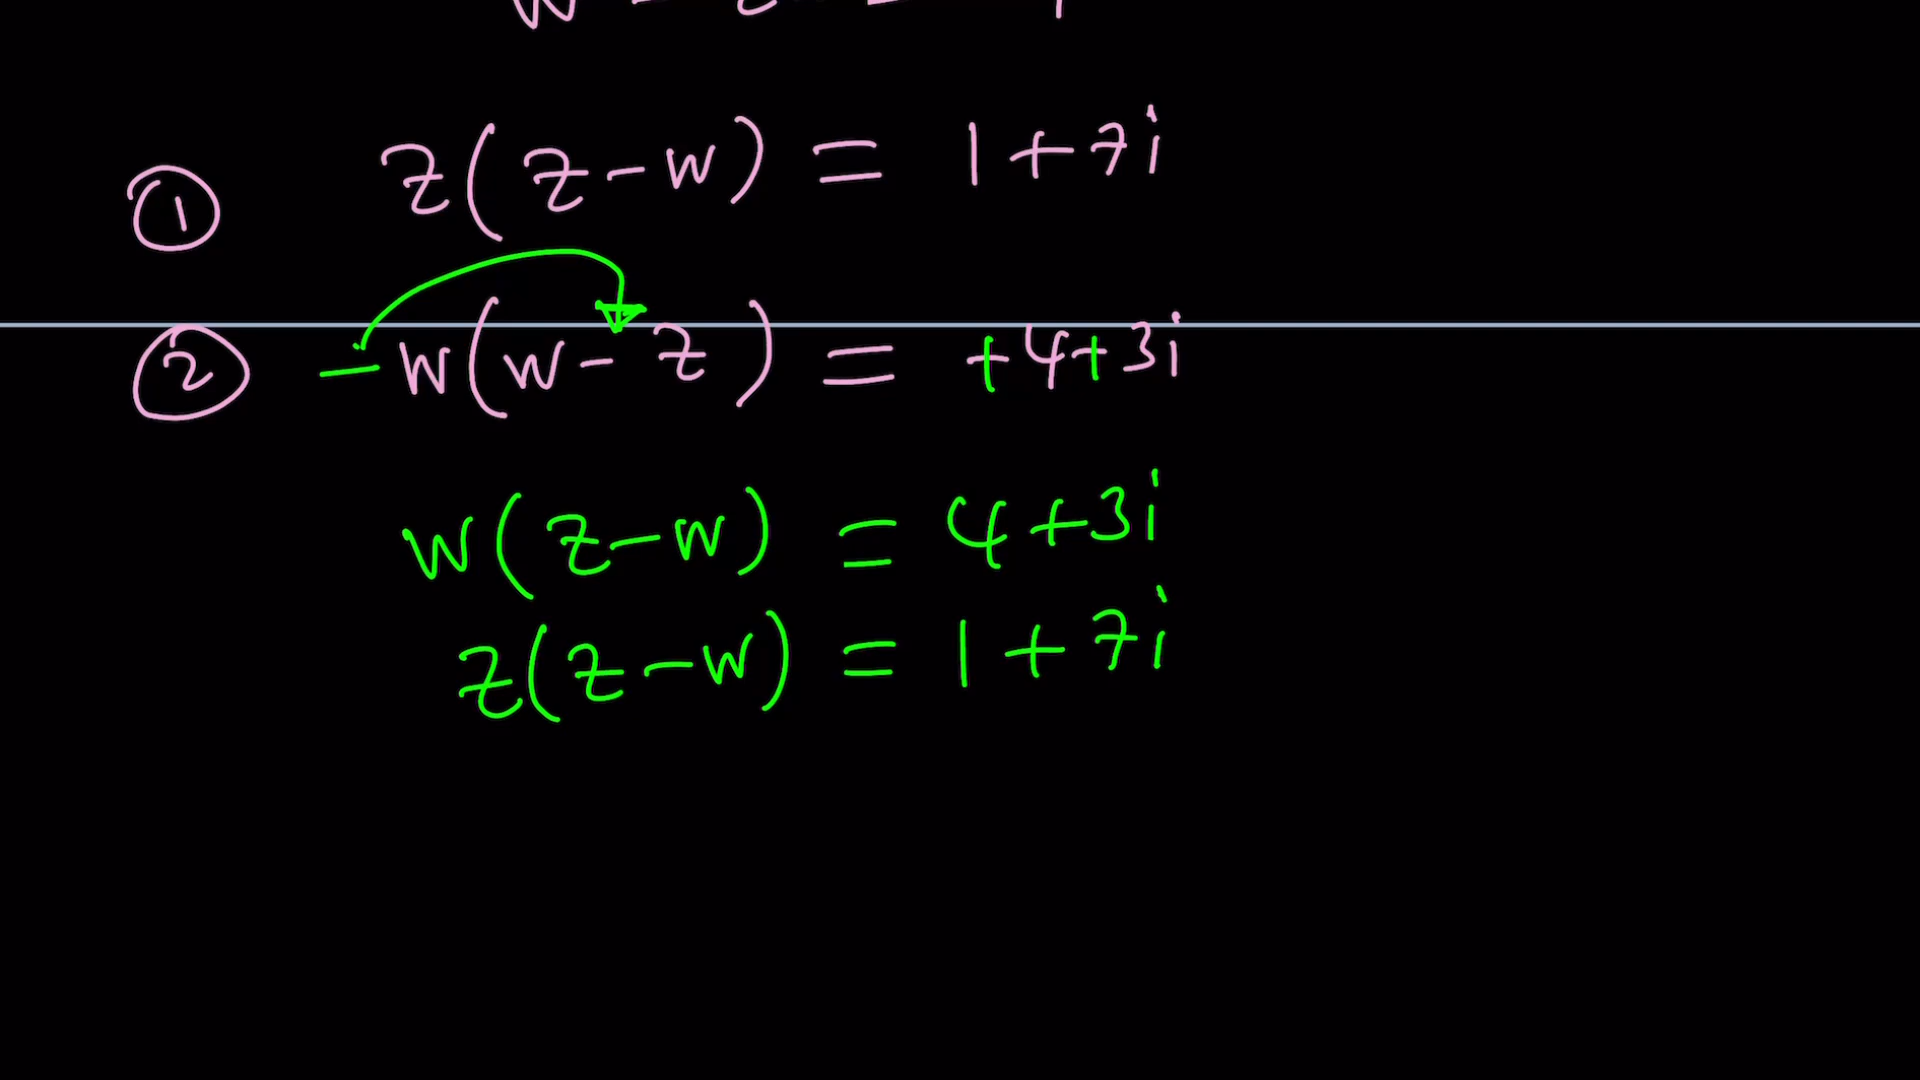 ① z(z-w) = 1+7i
② -w(w-z) = +4+3i
w(z-w) = 4+3i
z(z-w) = 1+7i